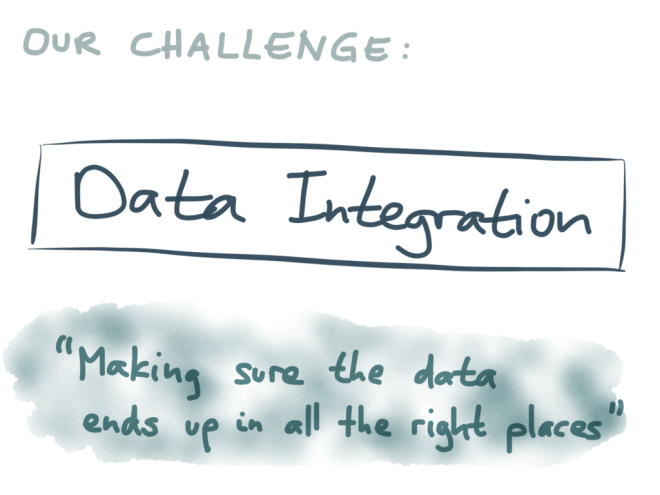 OUR CHALLENGE:
Data Integration
"Making sure the data
ends up in all the right places"